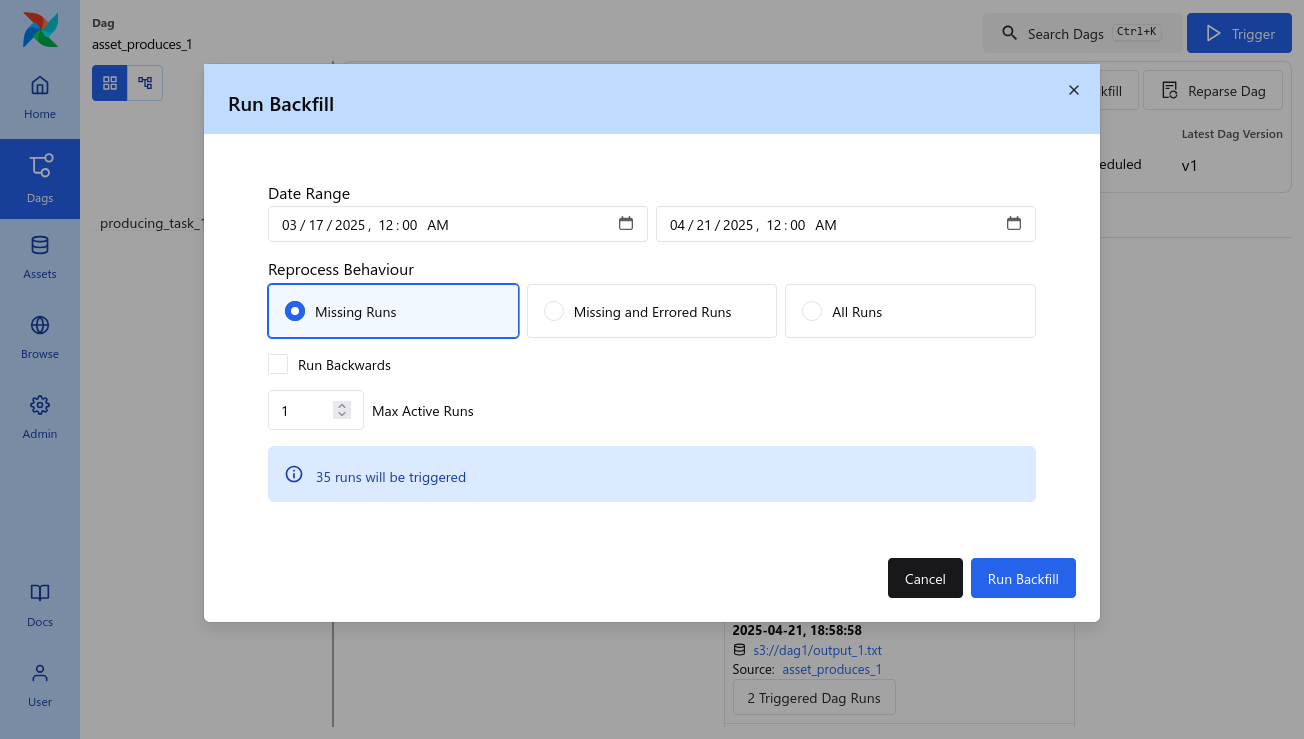 Dag
asset_produces_1
Search Dags Ctrl+K
Trigger
Home
Dags
Assets
Browse
Admin
Docs
User
producing_task_1
Reparse Dag
Latest Dag Version
v1
Run Backfill
Date Range
03/17/2025, 12:00 AM
04/21/2025, 12:00 AM
Reprocess Behaviour
Missing Runs
Missing and Errored Runs
All Runs
Run Backwards
1 Max Active Runs
35 runs will be triggered
Cancel
Run Backfill
2025-04-21, 18:58:58
s3://dag1/output_1.txt
Source: asset_produces_1
2 Triggered Dag Runs